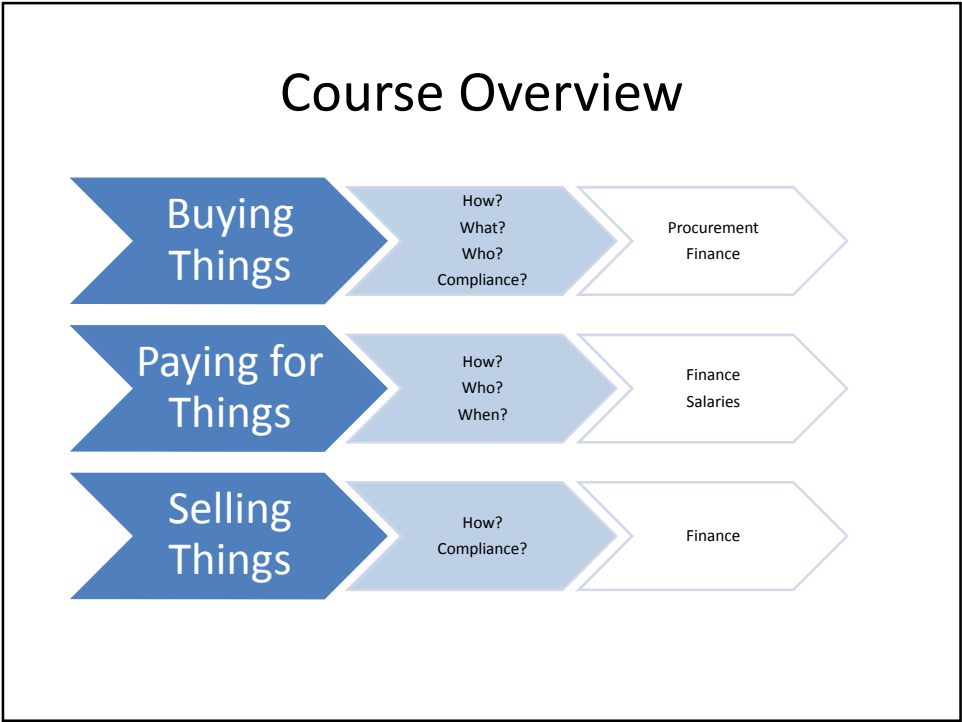 Course Overview
Buying
Things
How?
What?
Who?
Compliance?
Procurement
Finance
Paying for
Things
How?
Who?
When?
Finance
Salaries
Selling
Things
How?
Compliance?
Finance